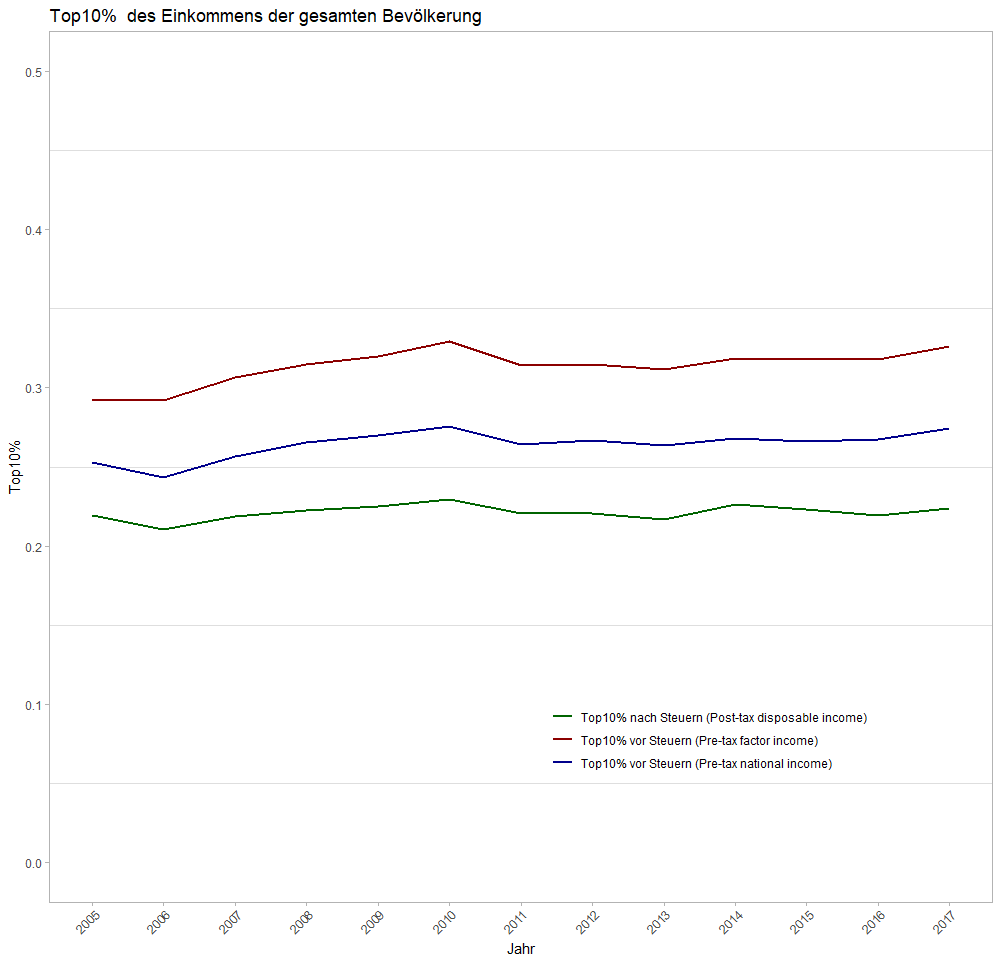 Top10%  des Einkommens der gesamten Bevölkerung
Top10%
0.5
0.4
0.3
0.2
0.1
0.0
Top10% nach Steuern (Post-tax disposable income)
Top10% vor Steuern (Pre-tax factor income)
Top10% vor Steuern (Pre-tax national income)
2005 2006 2007 2008 2009 2010 2011 2012 2013 2014 2015 2016 2017
Jahr